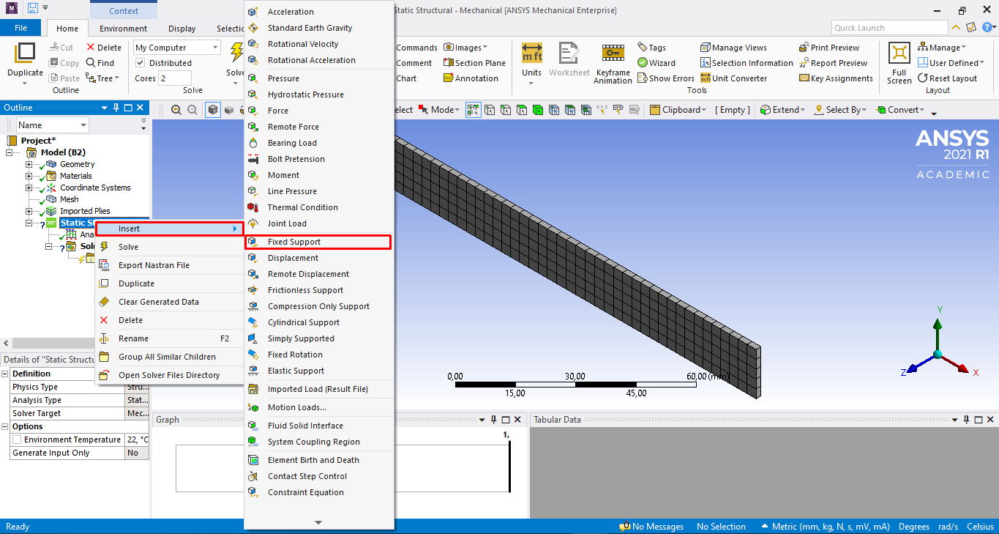 M
Context
Static Structural - Mechanical [ANSYS Mechanical Enterprise]
File
Home
Environment
Display
Quick Launch
Duplicate
Cut
Copy
Paste
Delete
Find
Tree
Outline
My Computer
Distributed
Cores 2
Solve
Solve
Images
Section Plane
Annotation
Comment
Chart
Units
Worksheet
Keyframe
Animation
Tags
Wizard
Show Errors
Manage Views
Selection Information
Unit Converter
Print Preview
Report Preview
Key Assignments
Tools
Full
Screen
Manage
User Defined
Reset Layout
Layout
Outline
Name
Mode
Clipboard
[ Empty ]
Extend
Select By
Convert
Project*
Model (B2)
Geometry
Materials
Coordinate Systems
Mesh
Imported Plies
Insert
Solve
Export Nastran File
Duplicate
Clear Generated Data
Delete
Rename F2
Group All Similar Children
Open Solver Files Directory
Acceleration
Standard Earth Gravity
Rotational Velocity
Rotational Acceleration
Pressure
Hydrostatic Pressure
Force
Remote Force
Bearing Load
Bolt Pretension
Moment
Line Pressure
Thermal Condition
Joint Load
Fixed Support
Displacement
Remote Displacement
Frictionless Support
Compression Only Support
Cylindrical Support
Simply Supported
Fixed Rotation
Elastic Support
Imported Load (Result File)
Motion Loads...
Fluid Solid Interface
System Coupling Region
Element Birth and Death
Contact Step Control
Constraint Equation
ANSYS
2021 R1
ACADEMIC
Y
Z
X
0,00 30,00 60,00 (mm)
15,00 45,00
Details of "Static Structu
Definition
Physics Type Stru...
Analysis Type Stat...
Solver Target Mec...
Options
Environment Temperature 22, °C
Generate Input Only No
Graph
1,
Tabular Data
Ready
No Messages
No Selection
Metric (mm, kg, N, s, mV, mA)
Degrees
rad/s
Celsius